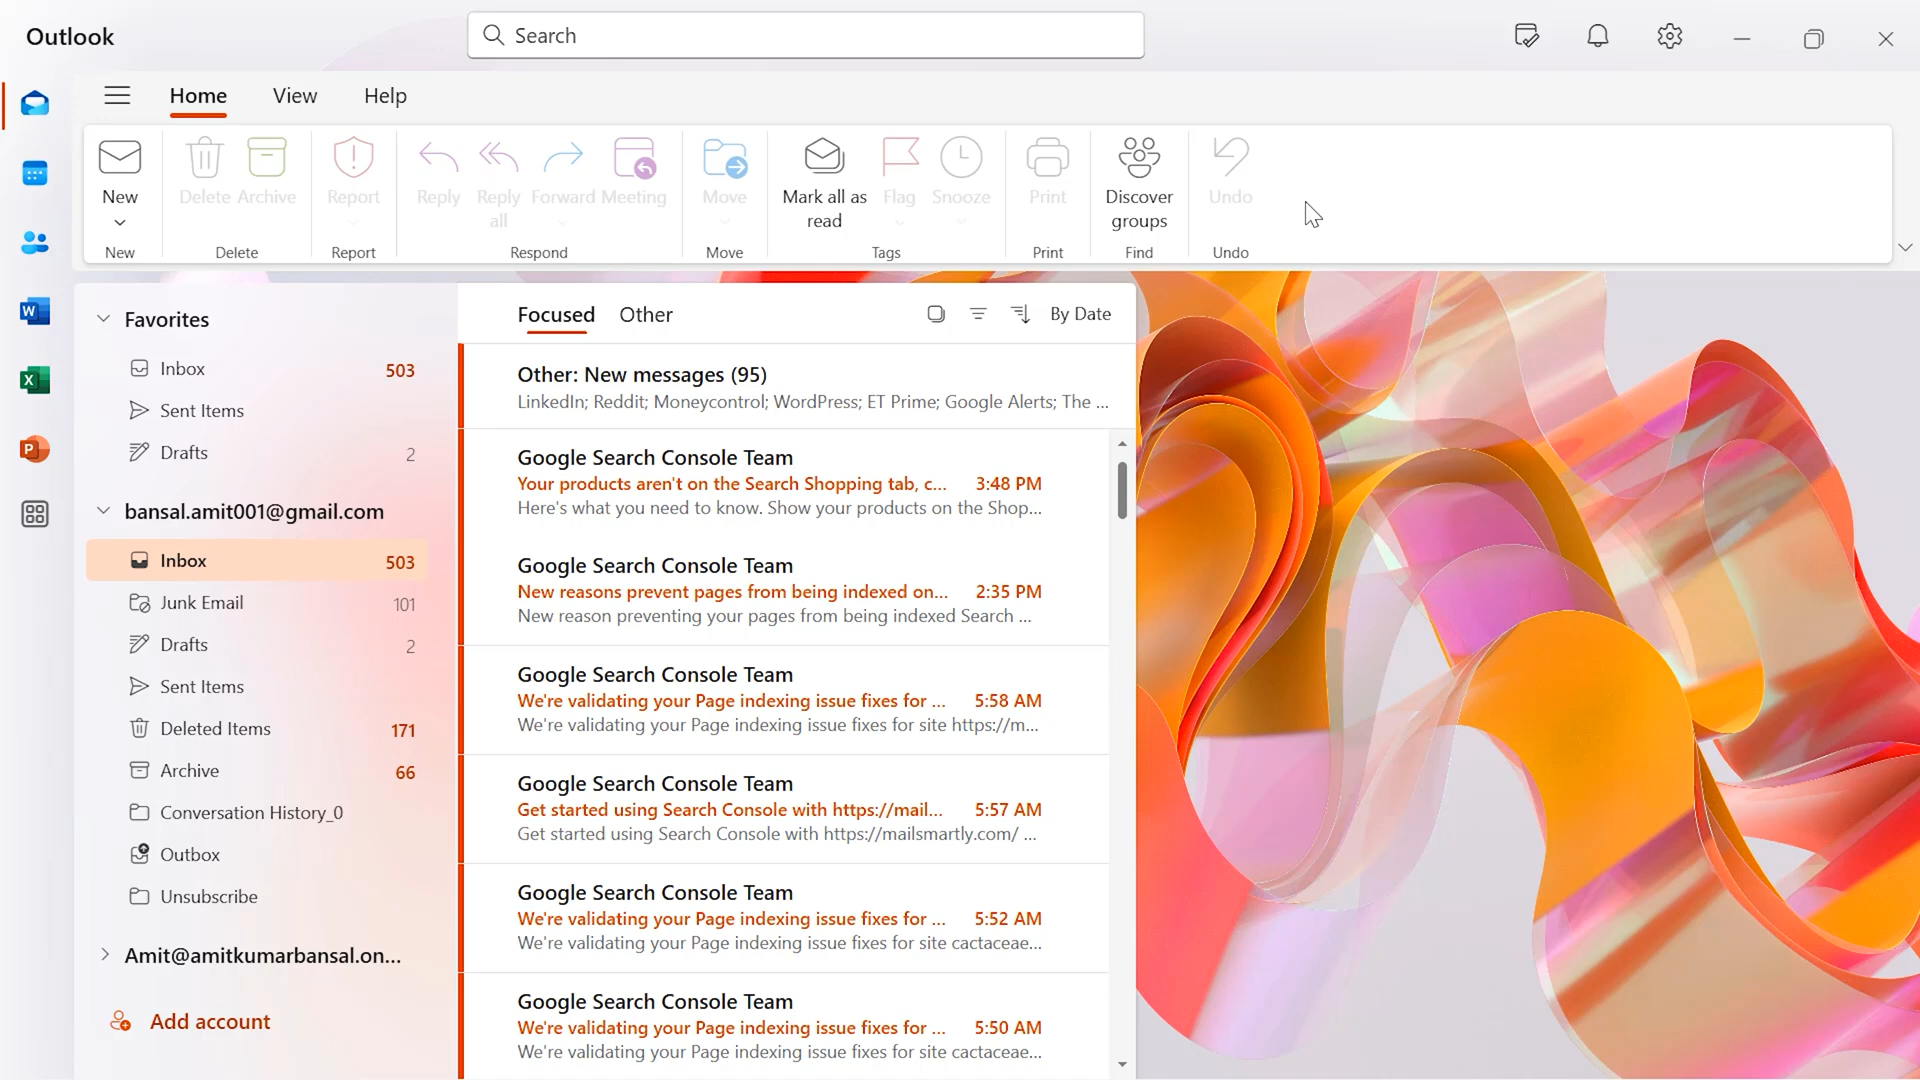 Outlook
Search
Home View Help
New
Delete Archive
Report
Reply
Reply all
Forward
Meeting
Move
Mark all as read
Flag
Snooze
Print
Discover groups
Undo
New
Delete
Report
Respond
Move
Tags
Print
Find
Undo
Favorites
Inbox 503
Sent Items
Drafts 2
bansal.amit001@gmail.com
Inbox 503
Junk Email 101
Drafts 2
Sent Items
Deleted Items 171
Archive 66
Conversation History_0
Outbox
Unsubscribe
Amit@amitkumarbansal.on...
Add account
Focused Other By Date
Other: New messages (95)
LinkedIn; Reddit; Moneycontrol; WordPress; ET Prime; Google Alerts; The ...
Google Search Console Team
Your products aren't on the Search Shopping tab, c... 3:48 PM
Here's what you need to know. Show your products on the Shop...
Google Search Console Team
New reasons prevent pages from being indexed on... 2:35 PM
New reason preventing your pages from being indexed Search ...
Google Search Console Team
We're validating your Page indexing issue fixes for ... 5:58 AM
We're validating your Page indexing issue fixes for site https://m...
Google Search Console Team
Get started using Search Console with https://mail... 5:57 AM
Get started using Search Console with https://mailsmartly.com/ ...
Google Search Console Team
We're validating your Page indexing issue fixes for ... 5:52 AM
We're validating your Page indexing issue fixes for site cactaceae...
Google Search Console Team
We're validating your Page indexing issue fixes for ... 5:50 AM
We're validating your Page indexing issue fixes for site cactaceae...